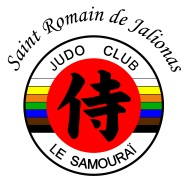 Saint Romain de Jalionas
JUDO CLUB
侍
LE SAMOURAÏ